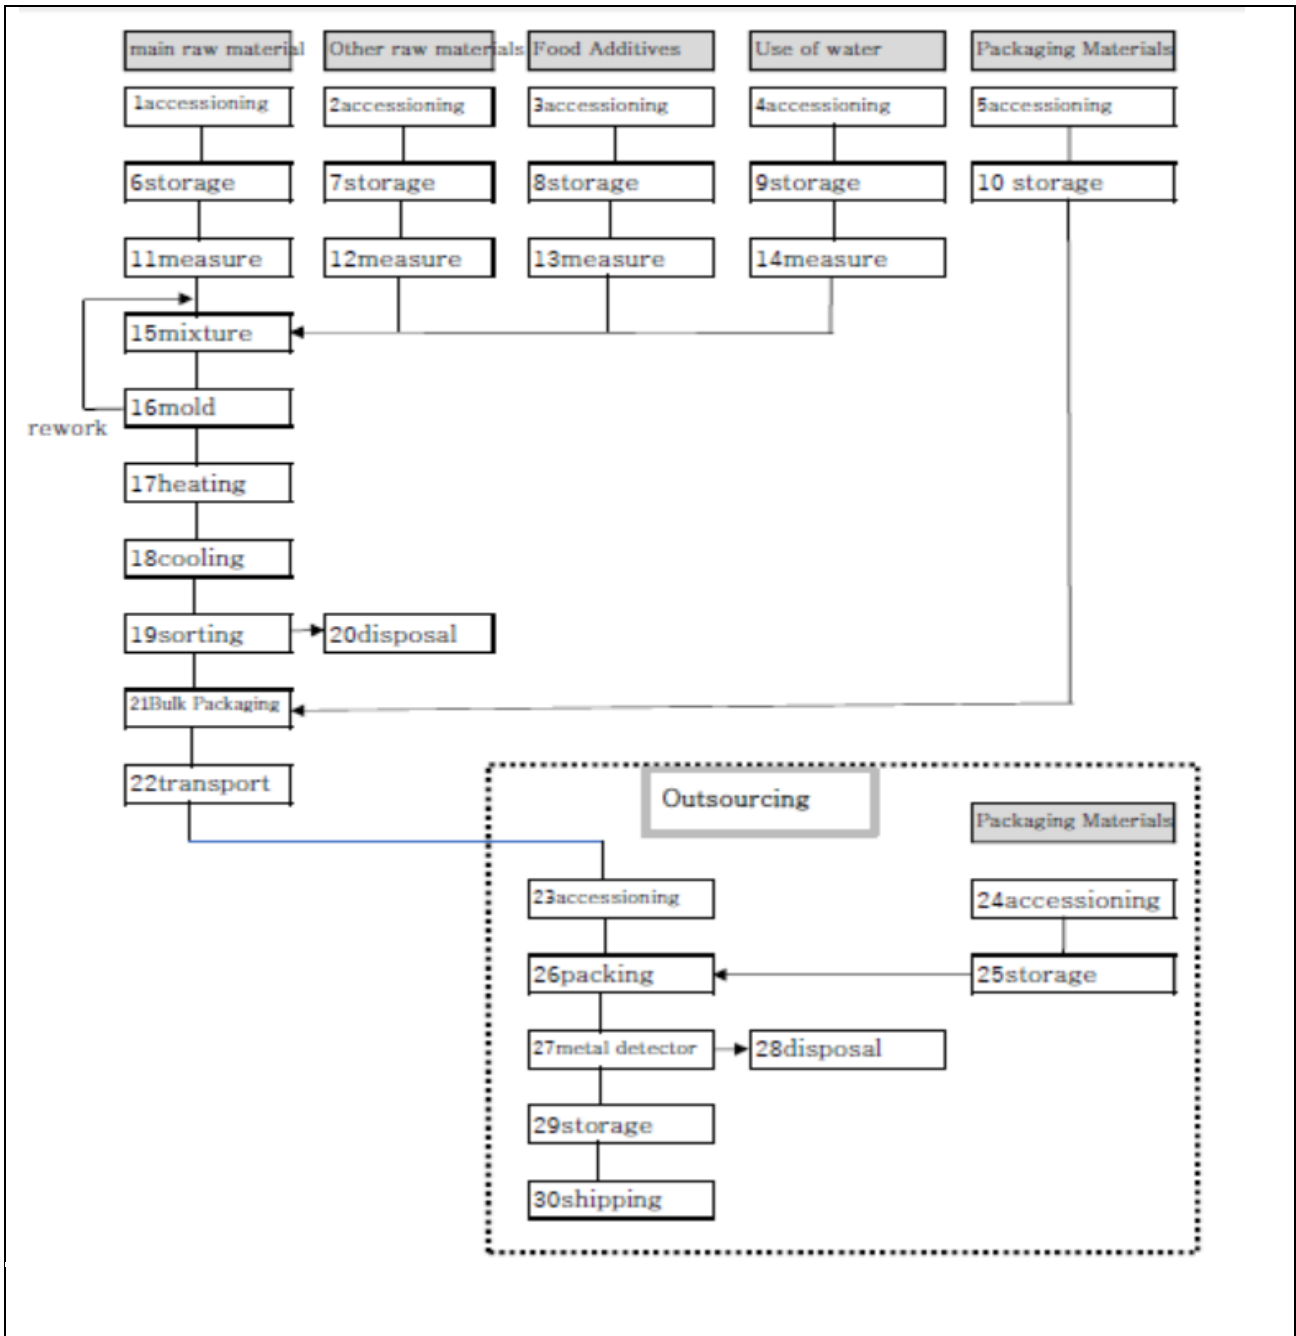 main raw material
Other raw materials
Food Additives
Use of water
Packaging Materials
1accessioning
2accessioning
3accessioning
4accessioning
5accessioning
6storage
7storage
8storage
9storage
10 storage
11measure
12measure
13measure
14measure
15mixture
16mold
rework
17heating
18cooling
19sorting
20disposal
21Bulk Packaging
22transport
Outsourcing
Packaging Materials
23accessioning
24accessioning
26packing
25storage
27metal detector
28disposal
29storage
30shipping